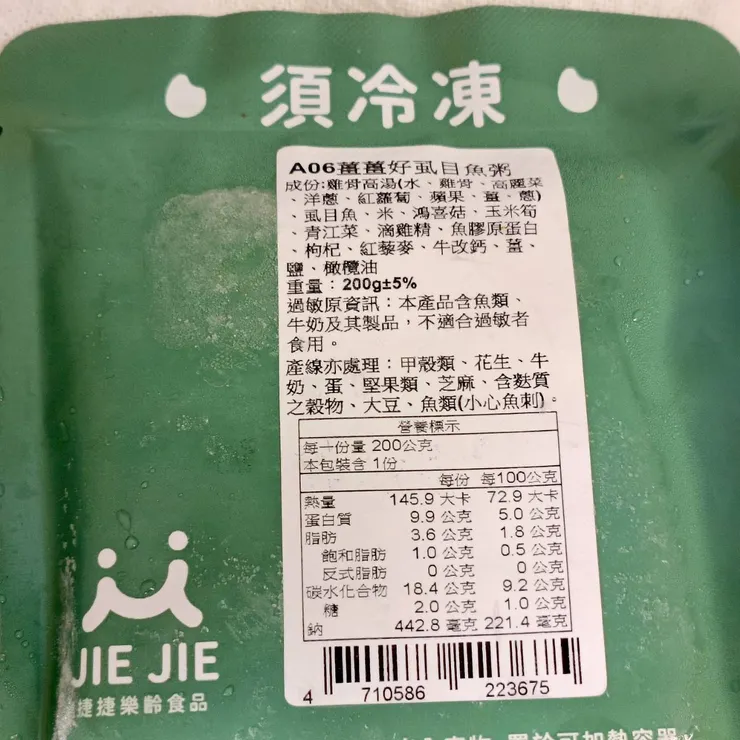 須冷凍
A06薑薑好虱目魚粥
成份:雞骨高湯(水、雞骨、高麗菜
、洋蔥、紅蘿蔔、蘋果、薑、蔥)
、虱目魚、米、鴻喜菇、玉米筍
、青江菜、滴雞精、魚膠原蛋白
、枸杞、紅藜麥、牛改鈣、薑、
鹽、橄欖油
重量:200g±5%
過敏原資訊:本產品含魚類、
牛奶及其製品,不適合過敏者
食用。
產線亦處理:甲殼類、花生、牛
奶、蛋、堅果類、芝麻、含麩質
之穀物、大豆、魚類(小心魚刺)。
營養標示
每一份量 200公克
本包裝含 1份
每份 每100公克
熱量 145.9 大卡 72.9 大卡
蛋白質 9.9 公克 5.0 公克
脂肪 3.6 公克 1.8 公克
飽和脂肪 1.0 公克 0.5 公克
反式脂肪 0 公克 0 公克
碳水化合物 18.4 公克 9.2 公克
糖 2.0 公克 1.0 公克
鈉 442.8 毫克 221.4 毫克
4 710586 223675
JIE JIE
捷捷樂齡食品
置於可加熱容器